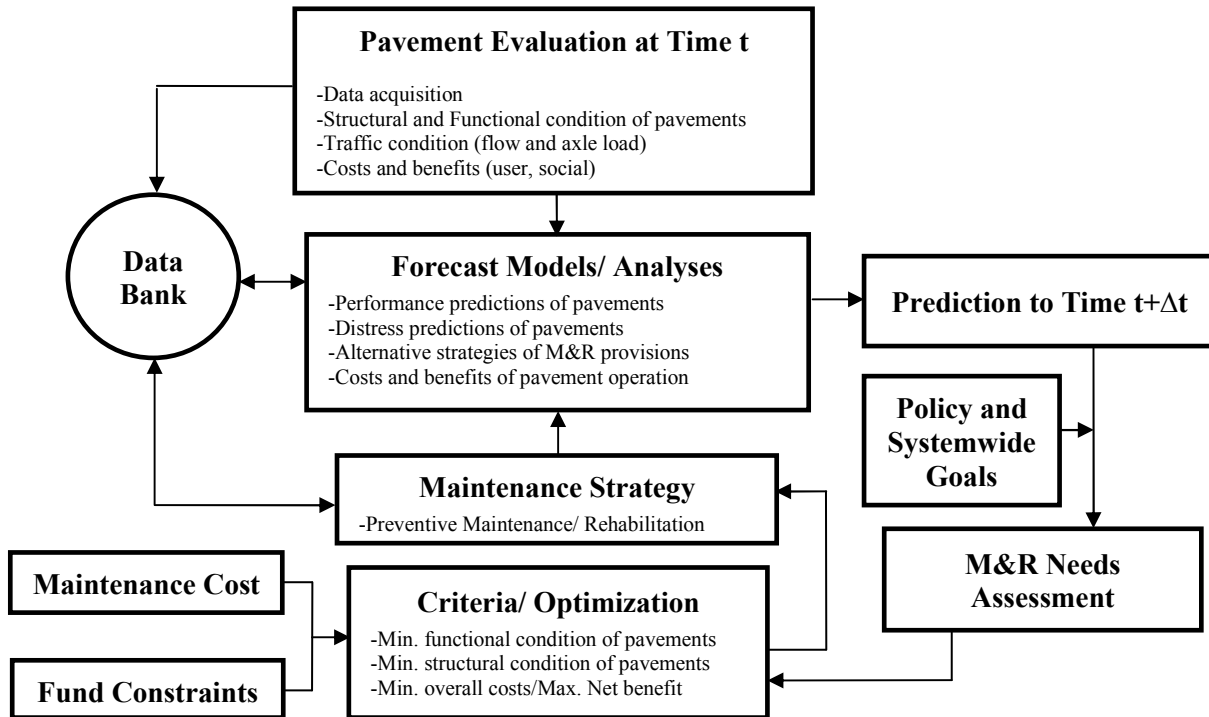 Pavement Evaluation at Time t
-Data acquisition
-Structural and Functional condition of pavements
-Traffic condition (flow and axle load)
-Costs and benefits (user, social)
Data
Bank
Forecast Models/ Analyses
-Performance predictions of pavements
-Distress predictions of pavements
-Alternative strategies of M&R provisions
-Costs and benefits of pavement operation
Prediction to Time t+Δt
Policy and
Systemwide
Goals
Maintenance Strategy
-Preventive Maintenance/ Rehabilitation
M&R Needs
Assessment
Maintenance Cost
Fund Constraints
Criteria/ Optimization
-Min. functional condition of pavements
-Min. structural condition of pavements
-Min. overall costs/Max. Net benefit